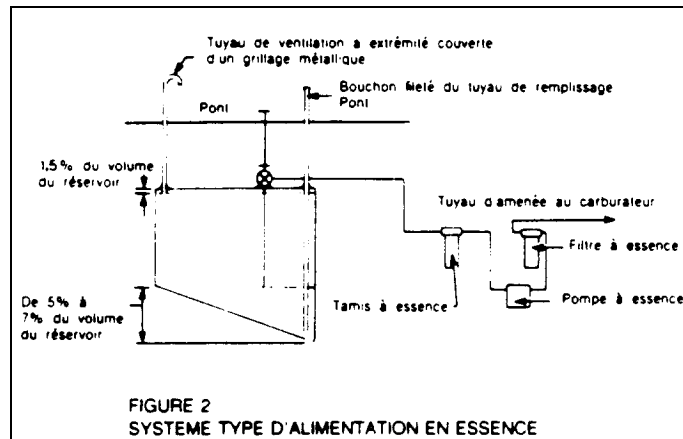 Tuyau de ventilation a extrémité couverte
d'un grillage métallique
Bouchon fileté du tuyau de remplissage
Pont
Pont
1,5% du volume
du réservoir
Tuyau d'amenée au carburateur
Filtre à essence
De 5% à
7% du volume
du réservoir
Tamis à essence
Pompe à essence
FIGURE 2
SYSTEME TYPE D'ALIMENTATION EN ESSENCE